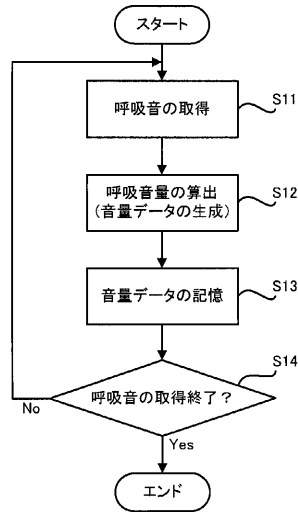 スタート
呼吸音の取得
S11
呼吸音量の算出
(音量データの生成)
S12
音量データの記憶
S13
呼吸音の取得終了？
S14
No
Yes
エンド